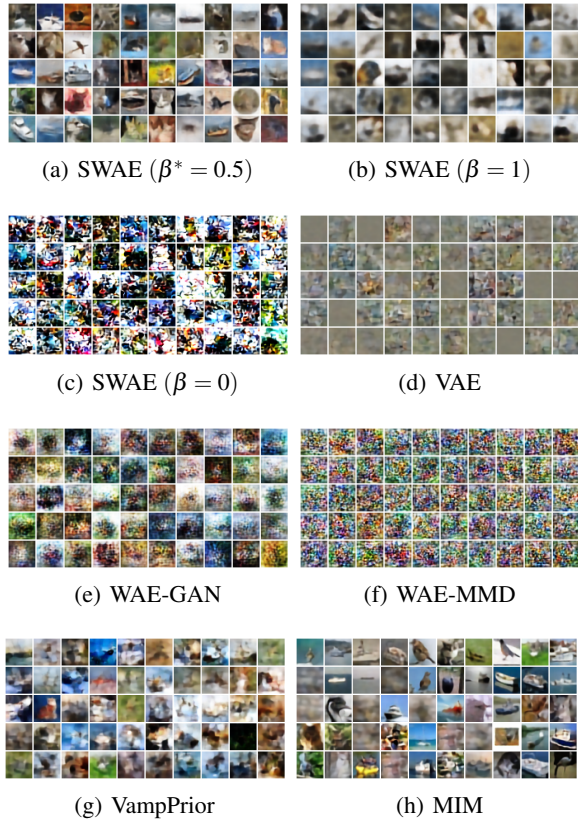 (a) SWAE (β* = 0.5)
(b) SWAE (β = 1)
(c) SWAE (β = 0)
(d) VAE
(e) WAE-GAN
(f) WAE-MMD
(g) VampPrior
(h) MIM